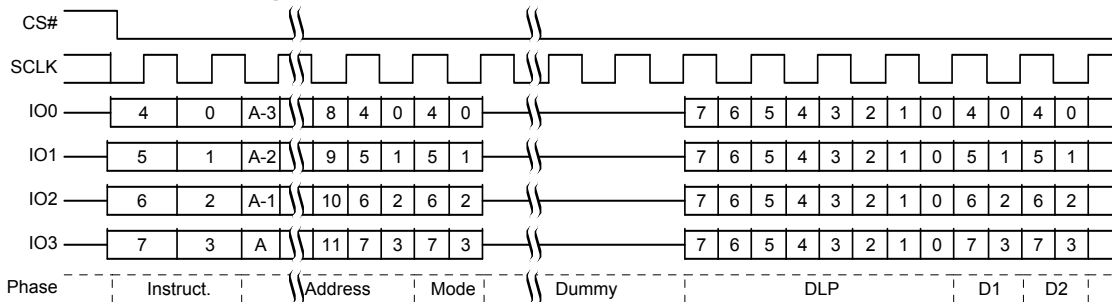 CS#
SCLK
IO0 4 0 A-3 8 4 0 4 0 7 6 5 4 3 2 1 0 4 0 4 0
IO1 5 1 A-2 9 5 1 5 1 7 6 5 4 3 2 1 0 5 1 5 1
IO2 6 2 A-1 10 6 2 6 2 7 6 5 4 3 2 1 0 6 2 6 2
IO3 7 3 A 11 7 3 7 3 7 6 5 4 3 2 1 0 7 3 7 3
Phase Instruct. Address Mode Dummy DLP D1 D2